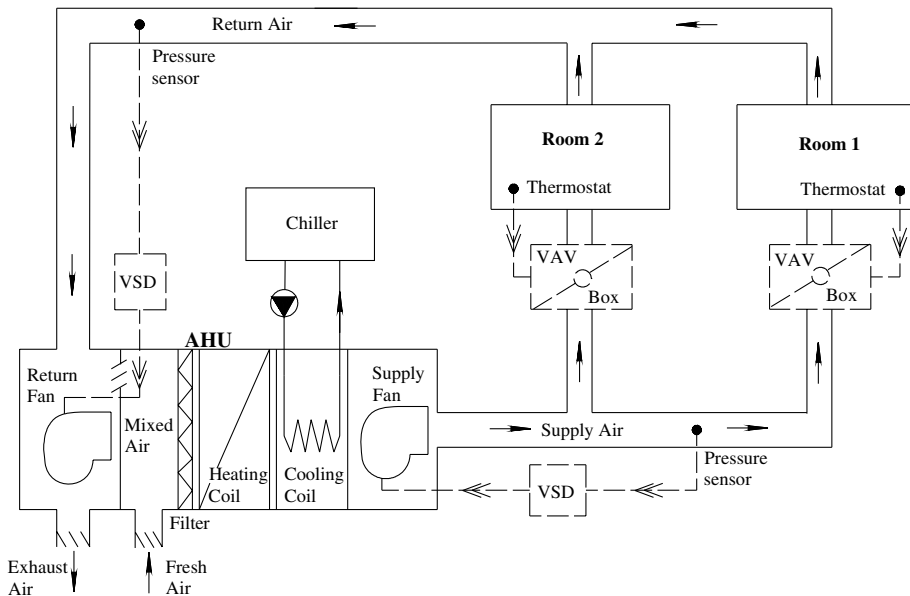 Return Air
Pressure
sensor
Room 2
Room 1
Thermostat
Thermostat
Chiller
VAV
Box
VAV
Box
VSD
AHU
Return
Fan
Mixed
Air
Supply
Fan
Heating
Coil
Cooling
Coil
Supply Air
Pressure
sensor
VSD
Filter
Exhaust
Air
Fresh
Air